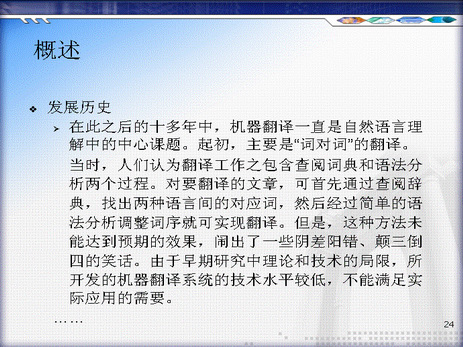 概述
❖ 发展历史
➢ 在此之后的十多年中，机器翻译一直是自然语言理
解中的中心课题。起初，主要是“词对词”的翻译。
当时，人们认为翻译工作之包含查阅词典和语法分
析两个过程。对要翻译的文章，可首先通过查阅辞
典，找出两种语言间的对应词，然后经过简单的语
法分析调整词序就可实现翻译。但是，这种方法未
能达到预期的效果，闹出了一些阴差阳错、颠三倒
四的笑话。由于早期研究中理论和技术的局限，所
开发的机器翻译系统的技术水平较低，不能满足实
际应用的需要。
……
24